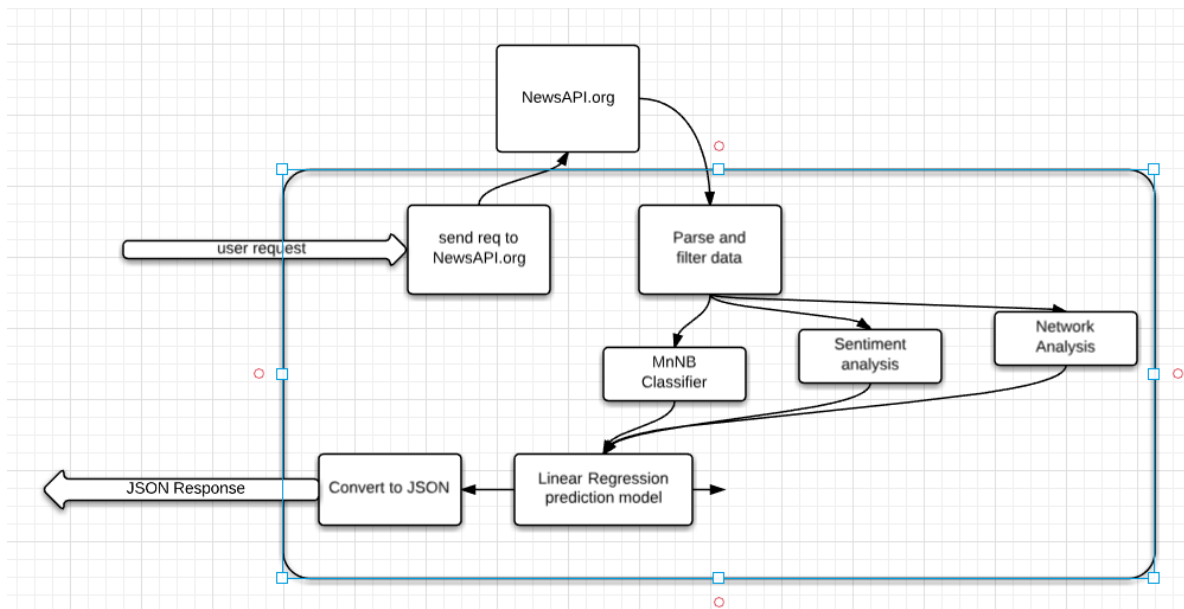 NewsAPI.org
user request
send req to
NewsAPI.org
Parse and
filter data
MnNB
Classifier
Sentiment
analysis
Network
Analysis
JSON Response
Convert to JSON
Linear Regression
prediction model